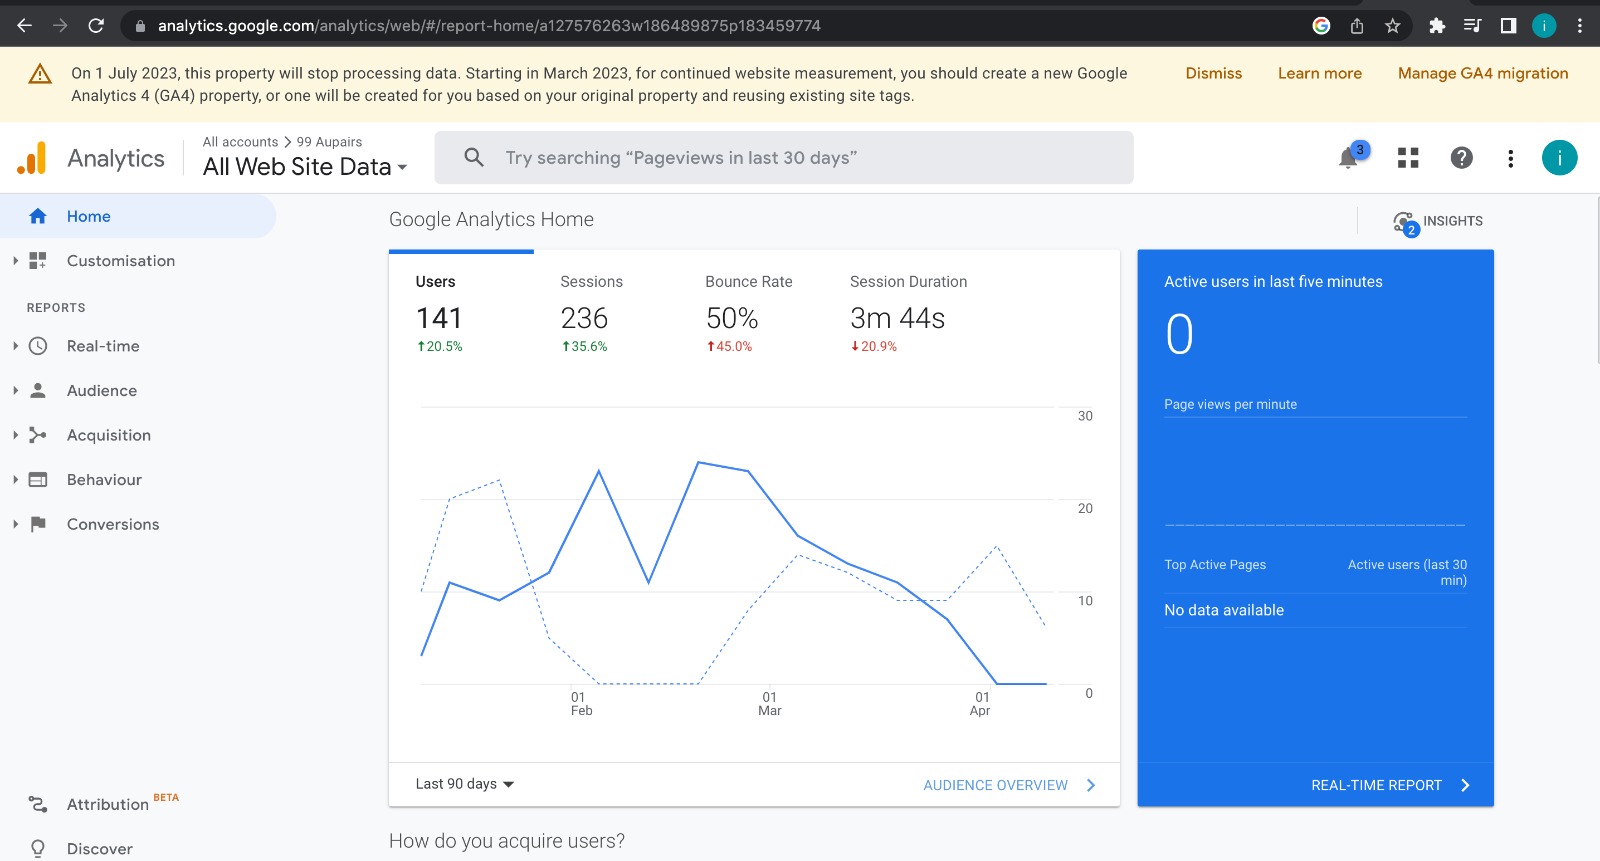 analytics.google.com/analytics/web/#/report-home/a127576263w186489875p183459774
i
On 1 July 2023, this property will stop processing data. Starting in March 2023, for continued website measurement, you should create a new Google
Analytics 4 (GA4) property, or one will be created for you based on your original property and reusing existing site tags.
Dismiss
Learn more
Manage GA4 migration
Analytics
All accounts > 99 Aupairs
All Web Site Data
Try searching “Pageviews in last 30 days”
3
i
Home
Customisation
REPORTS
Real-time
Audience
Acquisition
Behaviour
Conversions
Attribution BETA
Discover
Google Analytics Home
2
INSIGHTS
Users
141
↑20.5%
Sessions
236
↑35.6%
Bounce Rate
50%
↑45.0%
Session Duration
3m 44s
↓20.9%
30
20
10
0
01
Feb
01
Mar
01
Apr
Last 90 days
AUDIENCE OVERVIEW
Active users in last five minutes
0
Page views per minute
Top Active Pages
Active users (last 30
min)
No data available
REAL-TIME REPORT
How do you acquire users?